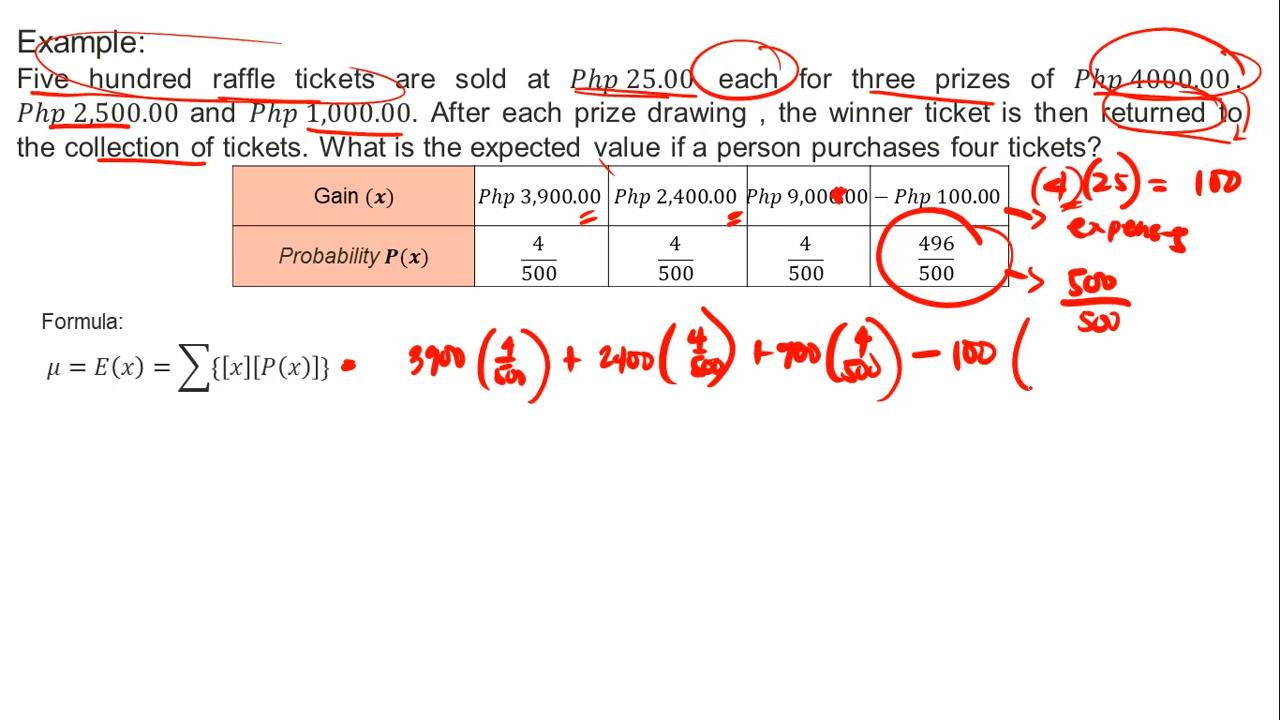 Example:
Five hundred raffle tickets are sold at Php 25.00 each for three prizes of Php 4000.00,
Php 2,500.00 and Php 1,000.00. After each prize drawing , the winner ticket is then returned to
the collection of tickets. What is the expected value if a person purchases four tickets?
Gain (x) Php 3,900.00 Php 2,400.00 Php 9,000.00 − Php 100.00 (4)(25) = 100
expenses
Probability P(x) 4/500 4/500 4/500 496/500 500/500
Formula:
μ = E(x) = ∑{[x][P(x)]} = 3900 (4/500) + 2400 (4/500) + 900 (4/500) − 100 (